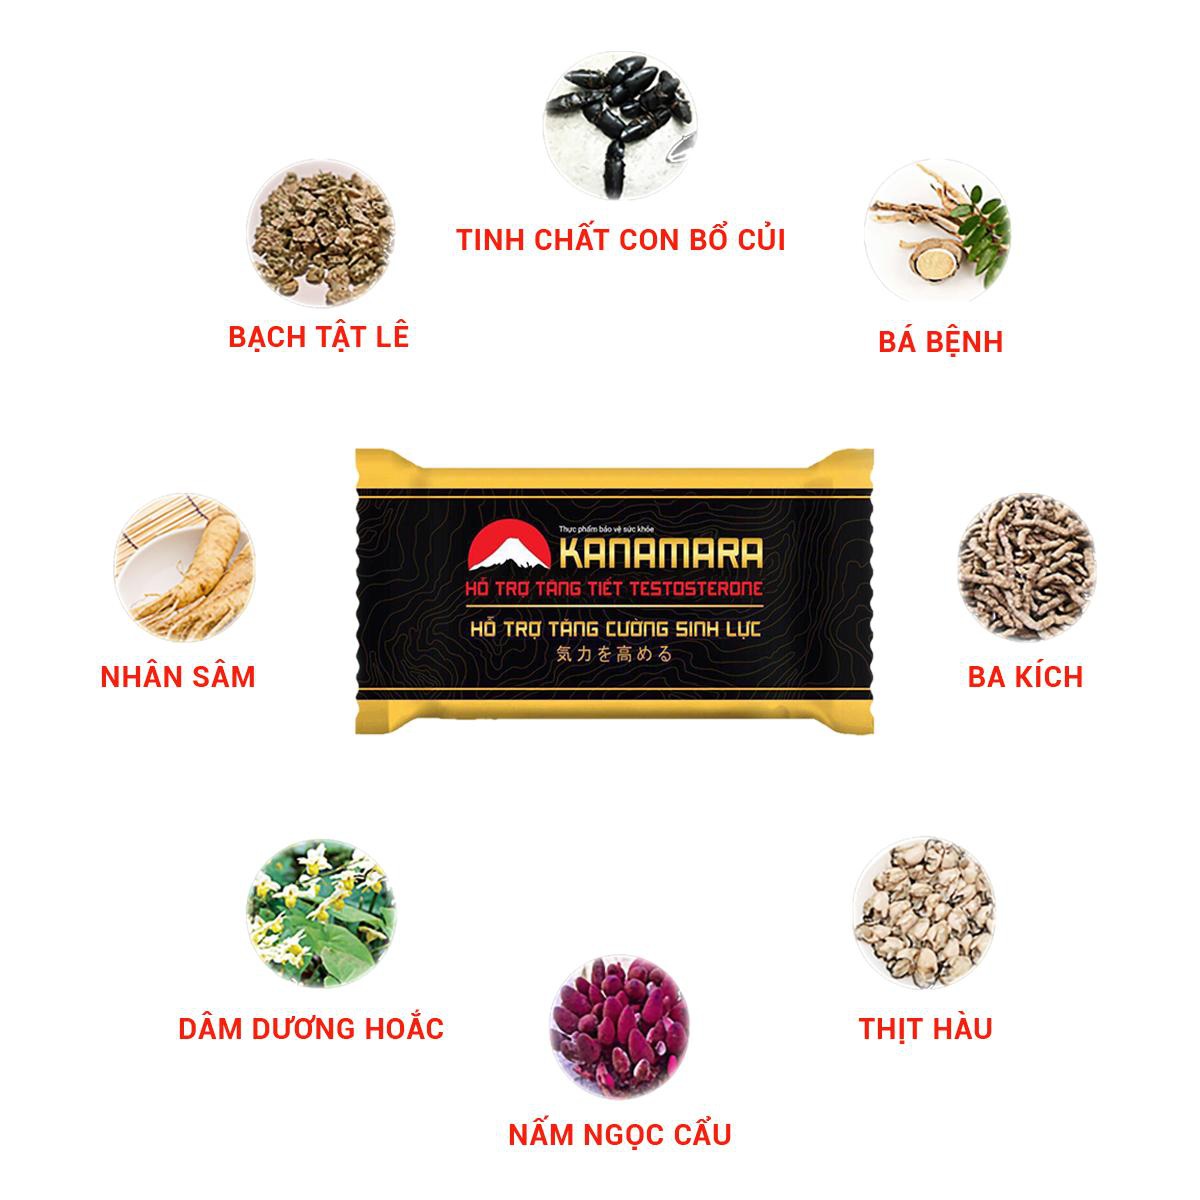 TINH CHẤT CON BỔ CỦI
BẠCH TẬT LÊ
BÁ BỆNH
Thực phẩm bảo vệ sức khỏe
KANAMARA
HỖ TRỢ TĂNG TIẾT TESTOSTERONE
HỖ TRỢ TĂNG CƯỜNG SINH LỰC
気力を高める
NHÂN SÂM
BA KÍCH
DÂM DƯƠNG HOẮC
THỊT HÀU
NẤM NGỌC CẨU